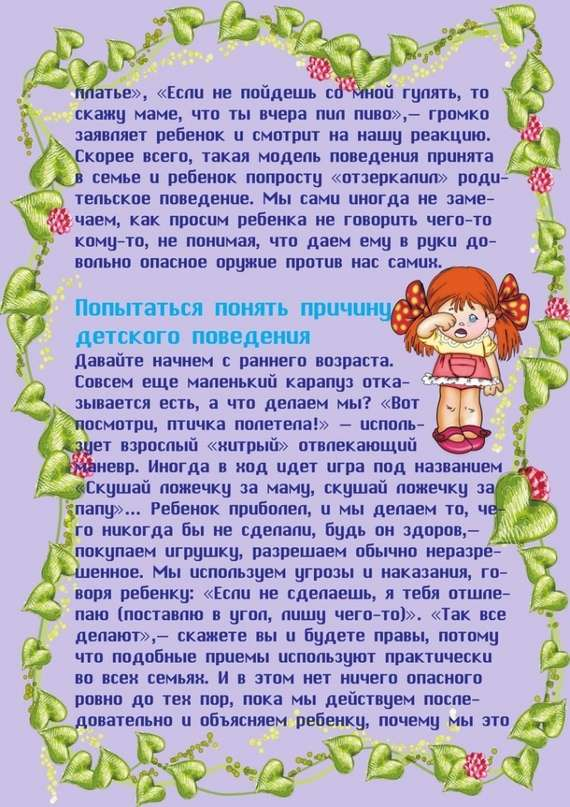 платье», «Если не пойдешь со мной гулять, то
скажу маме, что ты вчера пил пиво»,— громко
заявляет ребенок и смотрит на нашу реакцию.
Скорее всего, такая модель поведения принята
в семье и ребенок попросту «отзеркалил» роди-
тельское поведение. Мы сами иногда не заме-
чаем, как просим ребенка не говорить чего-то
кому-то, не понимая, что даем ему в руки до-
вольно опасное оружие против нас самих.
Попытаться понять причину
детского поведения
Давайте начнем с раннего возраста.
Совсем еще маленький карапуз отка-
зывается есть, а что делаем мы? «Вот
посмотри, птичка полетела!» — исполь-
зует взрослый «хитрый» отвлекающий
маневр. Иногда в ход идет игра под названием
«Скушай ложечку за маму, скушай ложечку за
папу»... Ребенок приболел, и мы делаем то, че-
го никогда бы не сделали, будь он здоров,—
покупаем игрушку, разрешаем обычно неразре-
шенное. Мы используем угрозы и наказания, го-
воря ребенку: «Если не сделаешь, я тебя отшле-
паю (поставлю в угол, лишу чего-то)». «Так все
делают»,— скажете вы и будете правы, потому
что подобные приемы используют практически
во всех семьях. И в этом нет ничего опасного
ровно до тех пор, пока мы действуем после-
довательно и объясняем ребенку, почему мы это